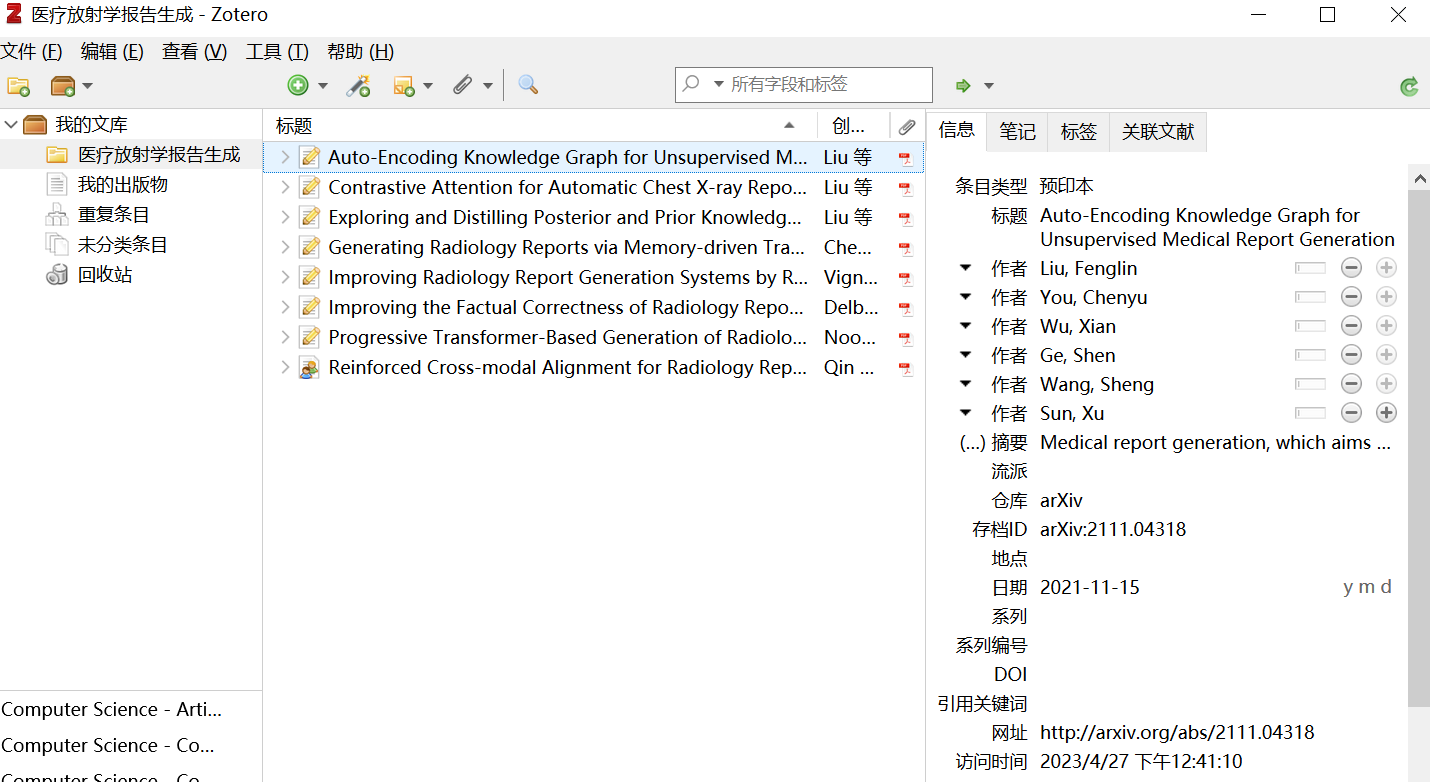 医疗放射学报告生成 - Zotero
文件 (F) 编辑 (E) 查看 (V) 工具 (T) 帮助 (H)
所有字段和标签
我的文库
医疗放射学报告生成
我的出版物
重复条目
未分类条目
回收站
Computer Science - Arti...
Computer Science - Co...
Computer Science - Co
标题 创...
Auto-Encoding Knowledge Graph for Unsupervised M... Liu 等
Contrastive Attention for Automatic Chest X-ray Repo... Liu 等
Exploring and Distilling Posterior and Prior Knowledg... Liu 等
Generating Radiology Reports via Memory-driven Tra... Che...
Improving Radiology Report Generation Systems by R... Vign...
Improving the Factual Correctness of Radiology Repo... Delb...
Progressive Transformer-Based Generation of Radiolo... Noo...
Reinforced Cross-modal Alignment for Radiology Rep... Qin ...
信息 笔记 标签 关联文献
条目类型 预印本
标题 Auto-Encoding Knowledge Graph for
Unsupervised Medical Report Generation
作者 Liu, Fenglin
作者 You, Chenyu
作者 Wu, Xian
作者 Ge, Shen
作者 Wang, Sheng
作者 Sun, Xu
(...) 摘要 Medical report generation, which aims ...
流派
仓库 arXiv
存档ID arXiv:2111.04318
地点
日期 2021-11-15 y m d
系列
系列编号
DOI
引用关键词
网址 http://arxiv.org/abs/2111.04318
访问时间 2023/4/27 下午12:41:10